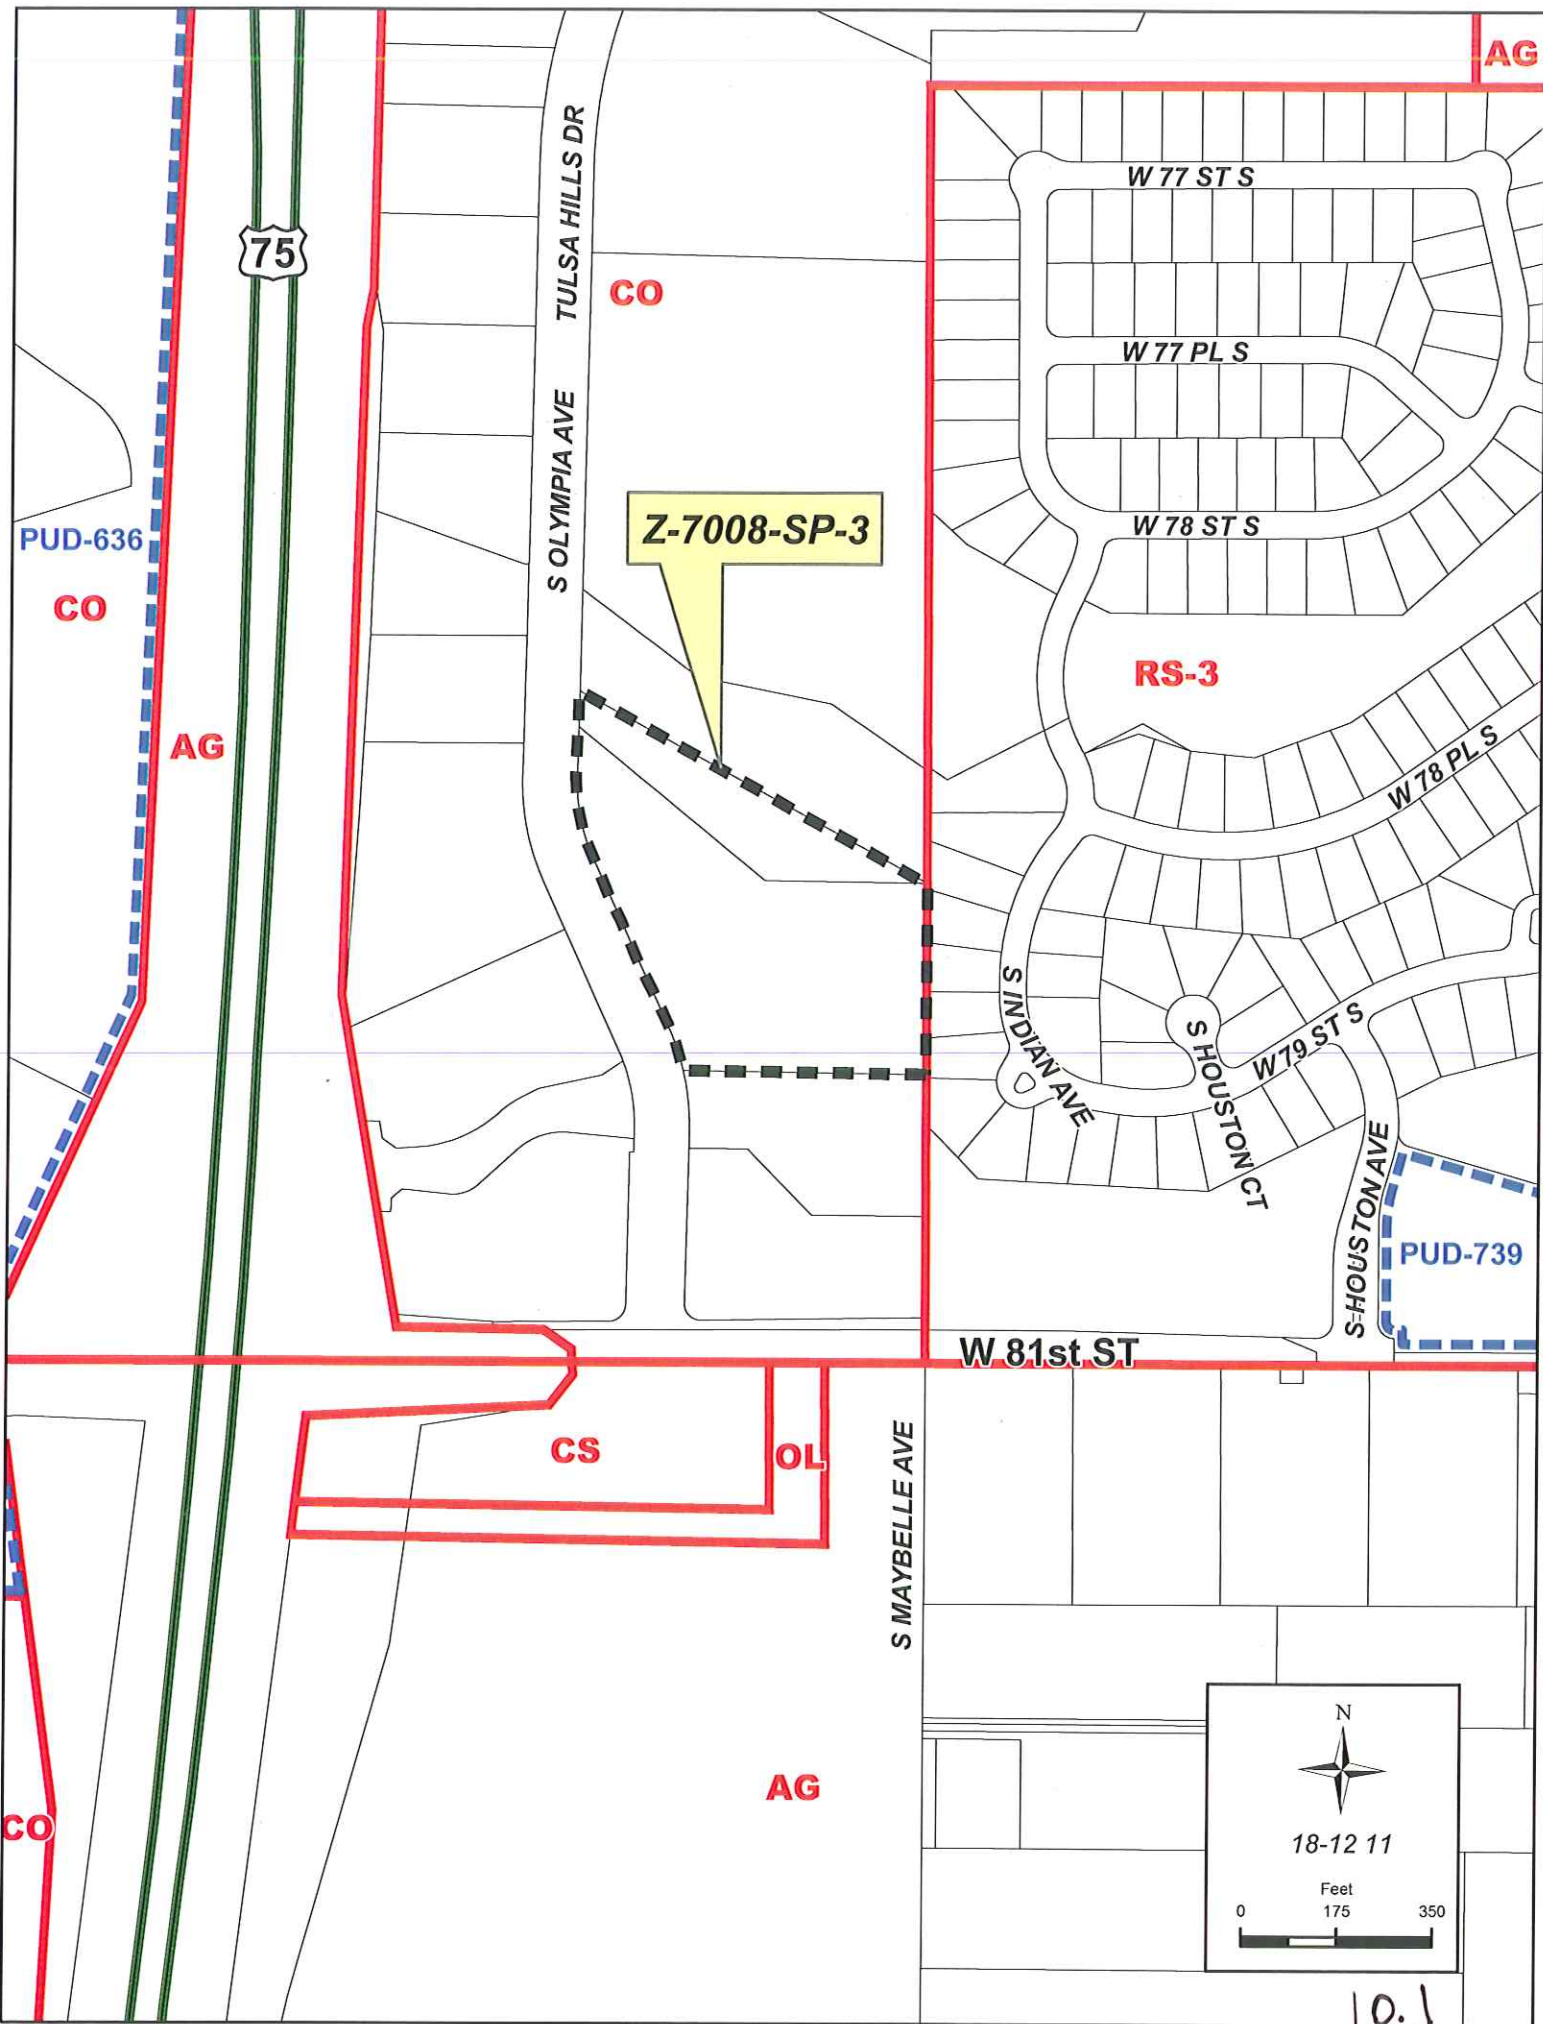 AG
W 77 ST S
75
TULSA HILLS DR
CO
W 77 PL S
S OLYMPIA AVE
Z-7008-SP-3
W 78 ST S
PUD-636
CO
RS-3
AG
W 78 PL S
S INDIAN AVE
S HOUSTON CT
W 79 ST S
S HOUSTON AVE
PUD-739
W 81st ST
CS
OL
S MAYBELLE AVE
AG
CO
N
18-12 11
Feet
0 175 350
10.1